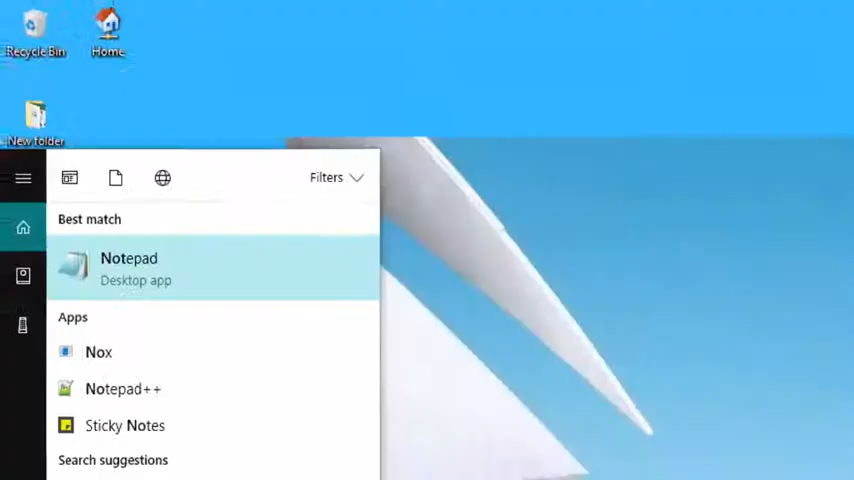 Recycle Bin
Home
New folder
Filters
Best match
Notepad
Desktop app
Apps
Nox
Notepad++
Sticky Notes
Search suggestions